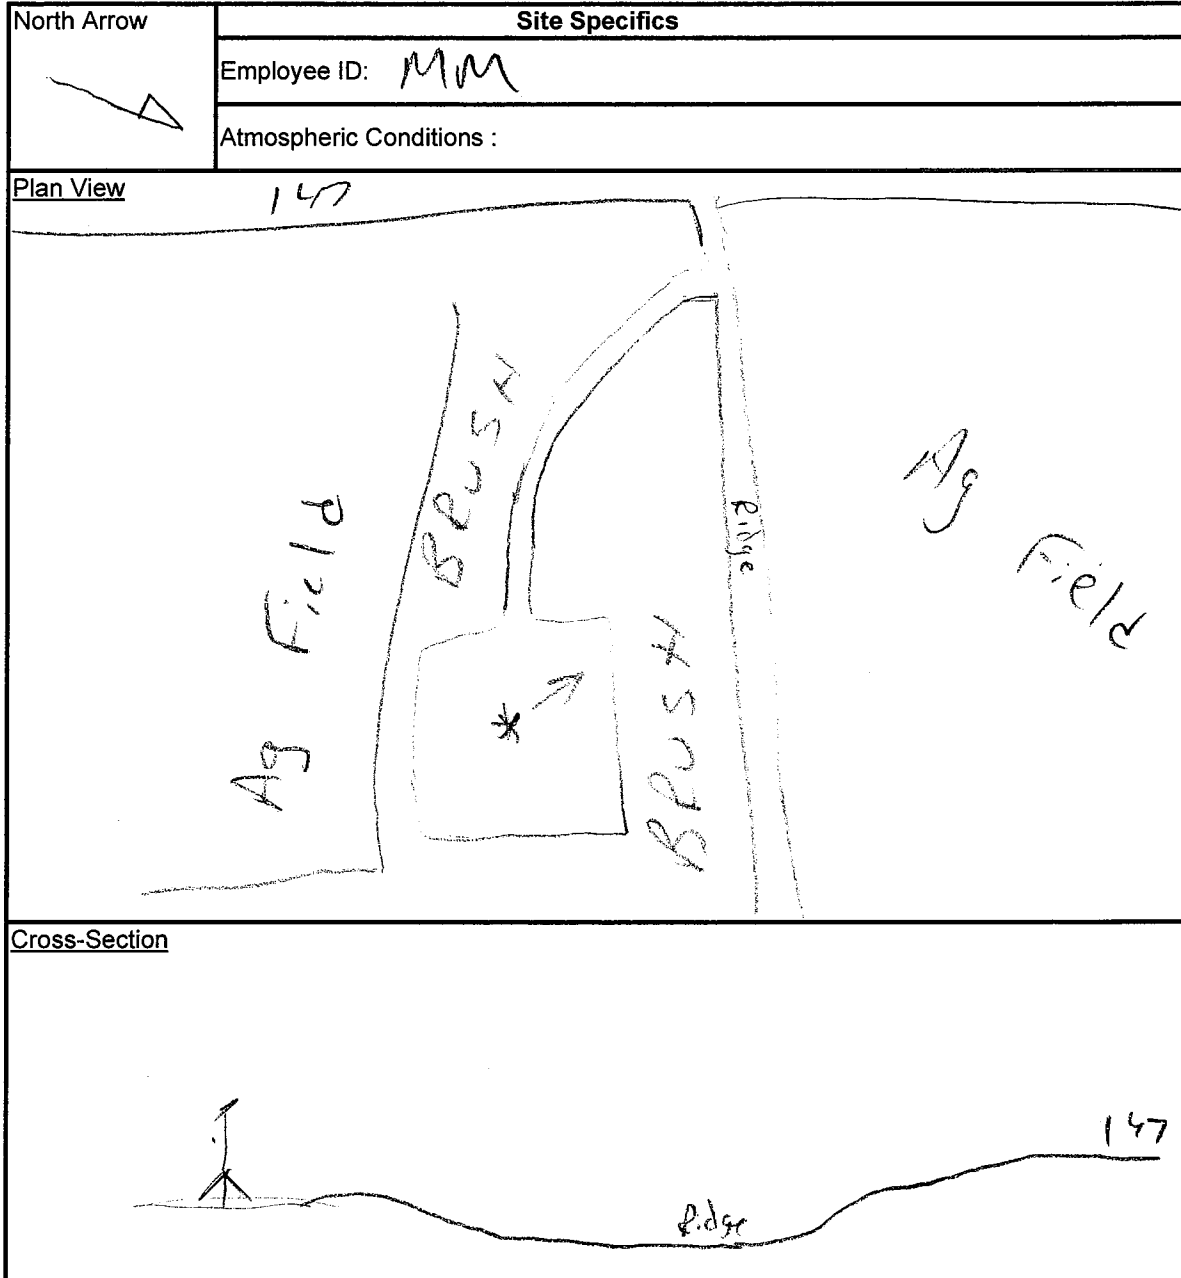 North Arrow
Site Specifics
Employee ID: MM
Atmospheric Conditions :
Plan View
147
BRUSH
Ag Field
Ridge
Ag Field
BRUSH
Cross-Section
147
Ridge